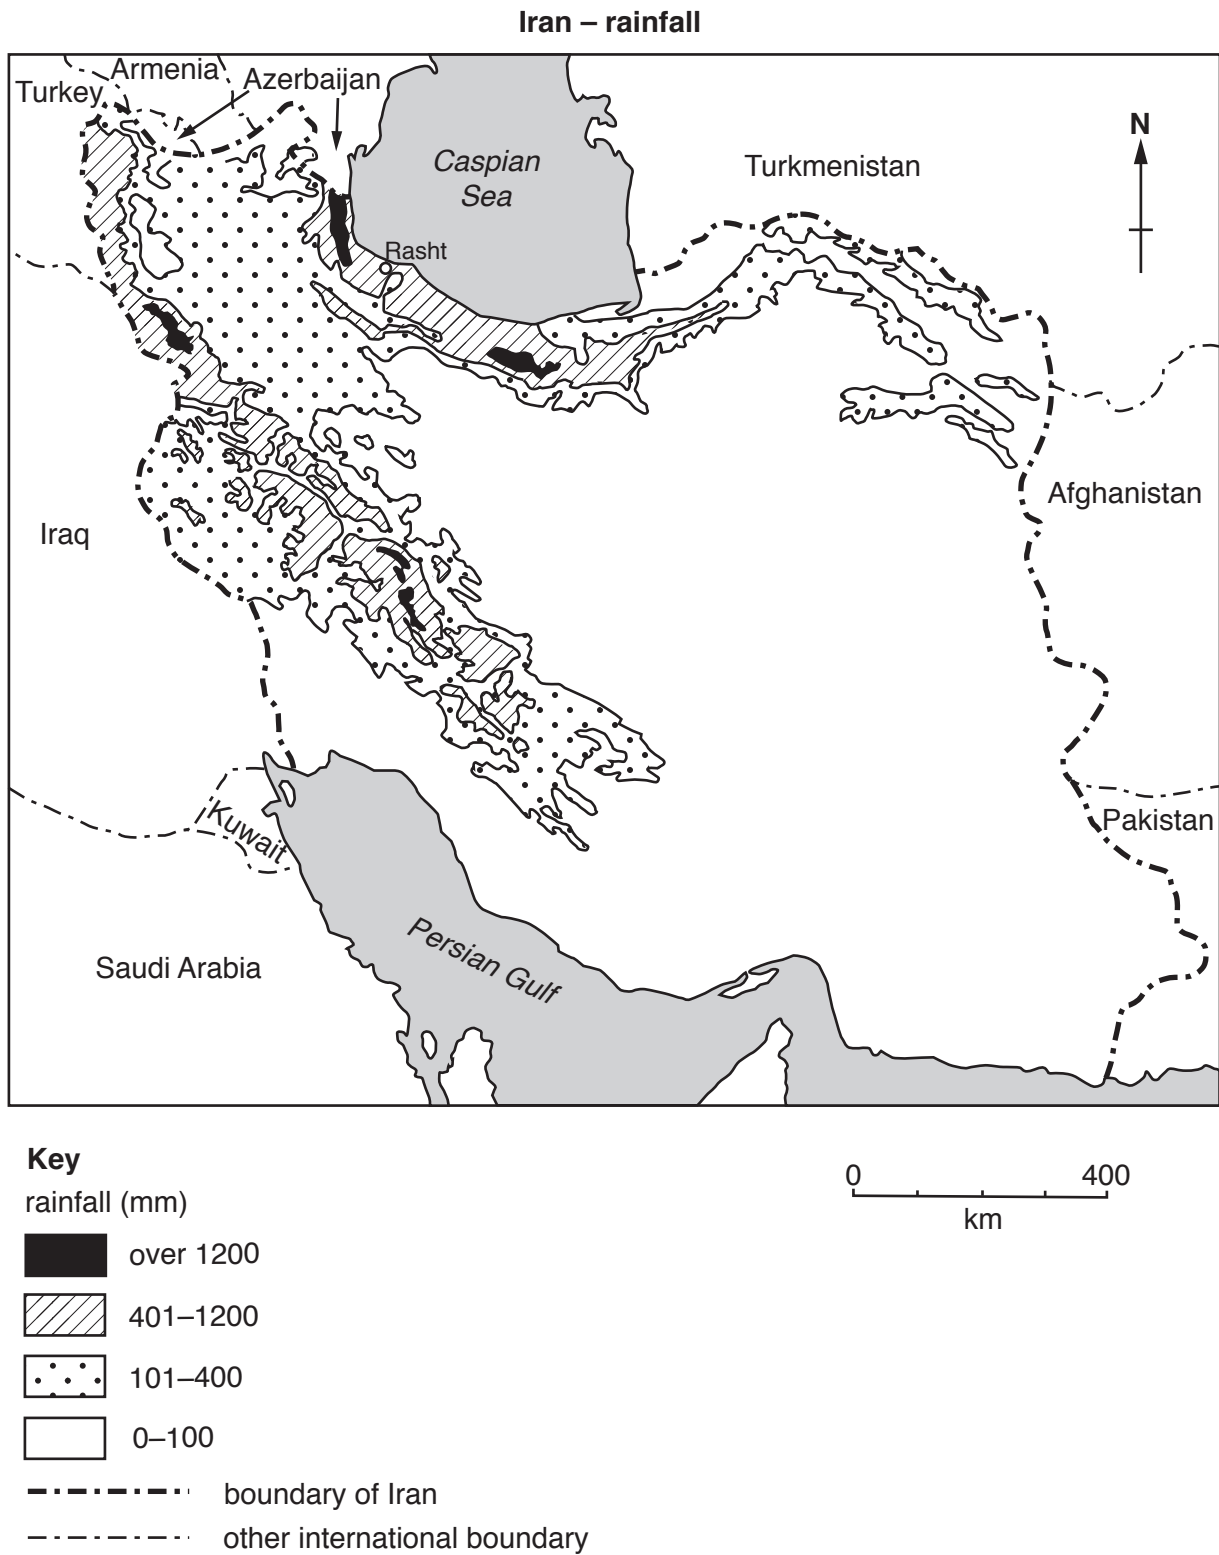 Iran – rainfall
Armenia
Azerbaijan
Turkey
N
Caspian
Sea
Turkmenistan
Rasht
Afghanistan
Iraq
Kuwait
Pakistan
Saudi Arabia
Persian Gulf
Key
rainfall (mm)
over 1200
401–1200
101–400
0–100
boundary of Iran
other international boundary
0 400
km